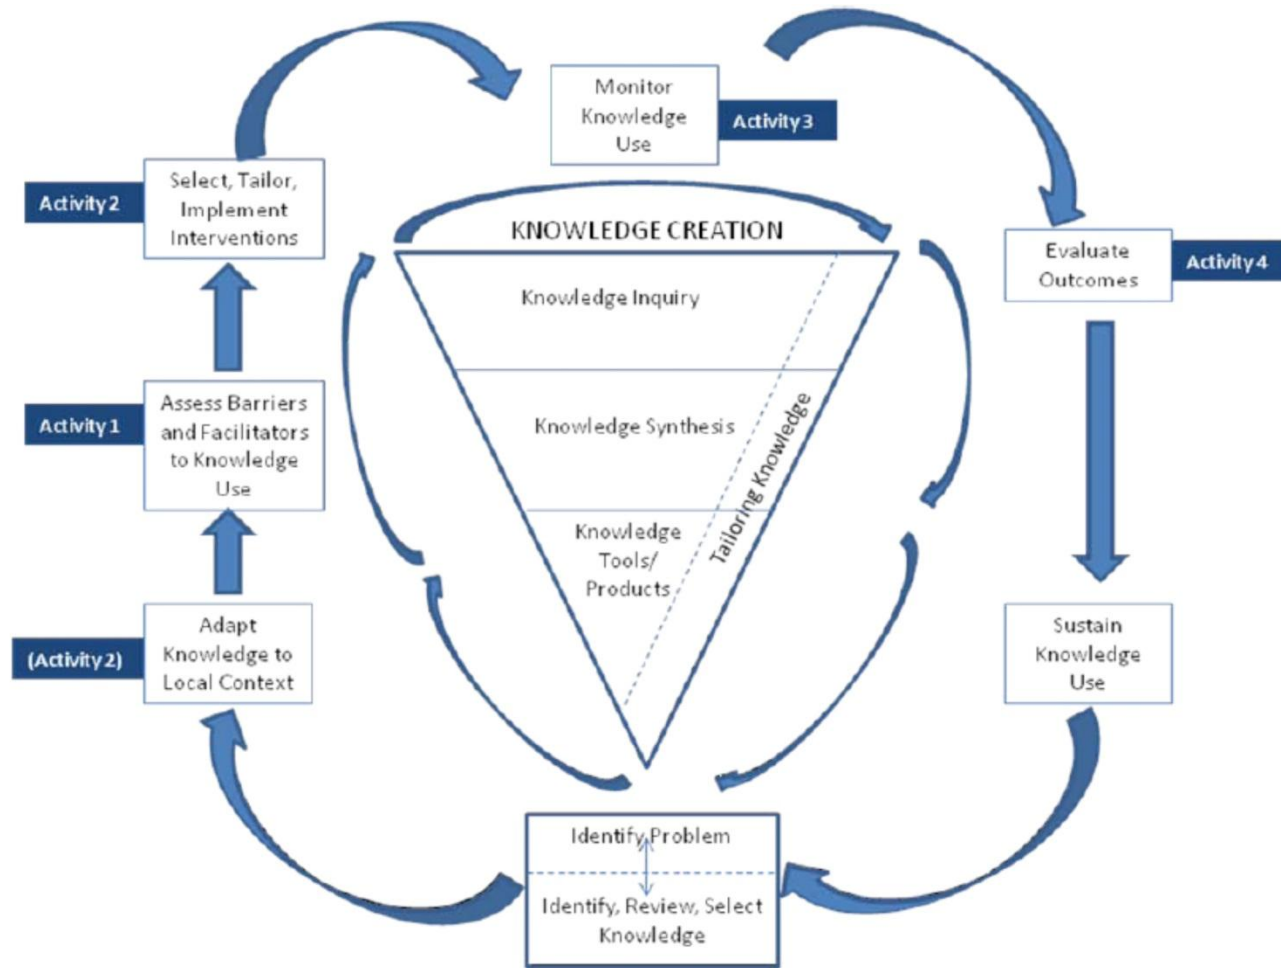 Monitor
Knowledge
Use
Activity 3
Select, Tailor,
Implement
Interventions
Activity 2
KNOWLEDGE CREATION
Evaluate
Outcomes
Activity 4
Knowledge Inquiry
Assess Barriers
and Facilitators
to Knowledge
Use
Activity 1
Knowledge Synthesis
Tailoring Knowledge
Knowledge
Tools/
Products
Adapt
Knowledge to
Local Context
(Activity 2)
Sustain
Knowledge
Use
Identify Problem
Identify, Review, Select
Knowledge